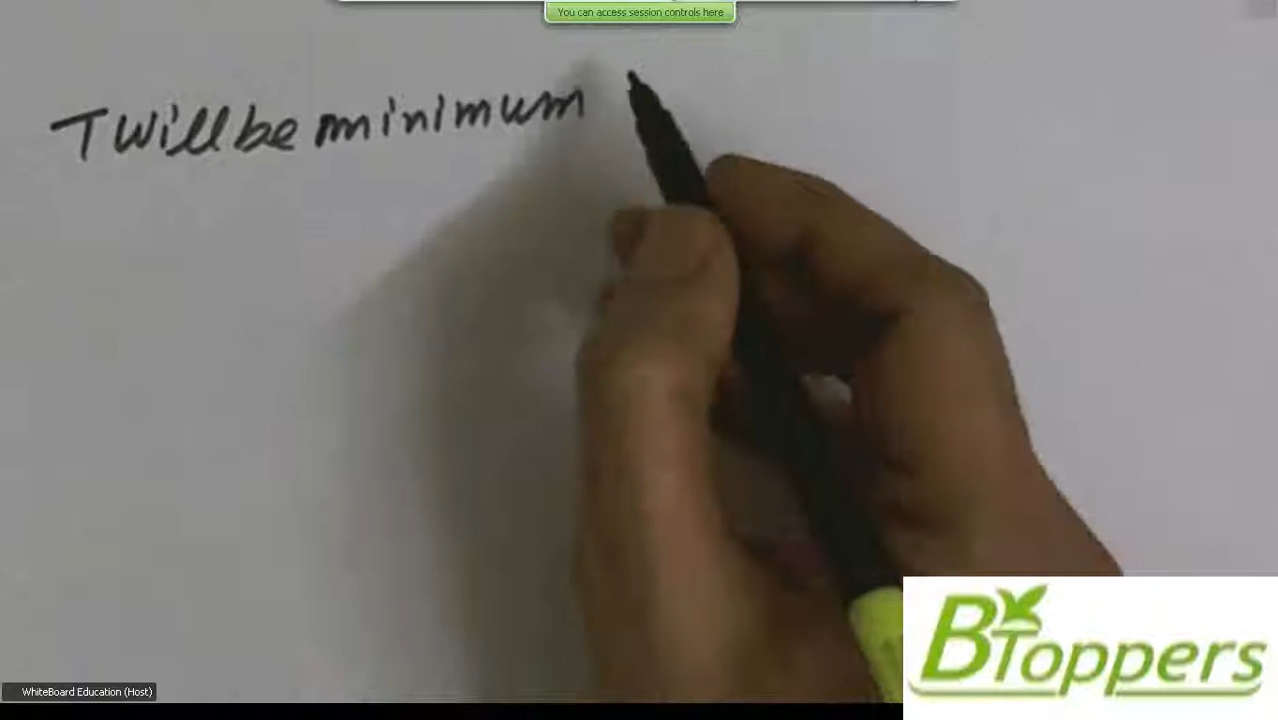 You can access session controls here
T will be minimum
WhiteBoard Education (Host)
BToppers